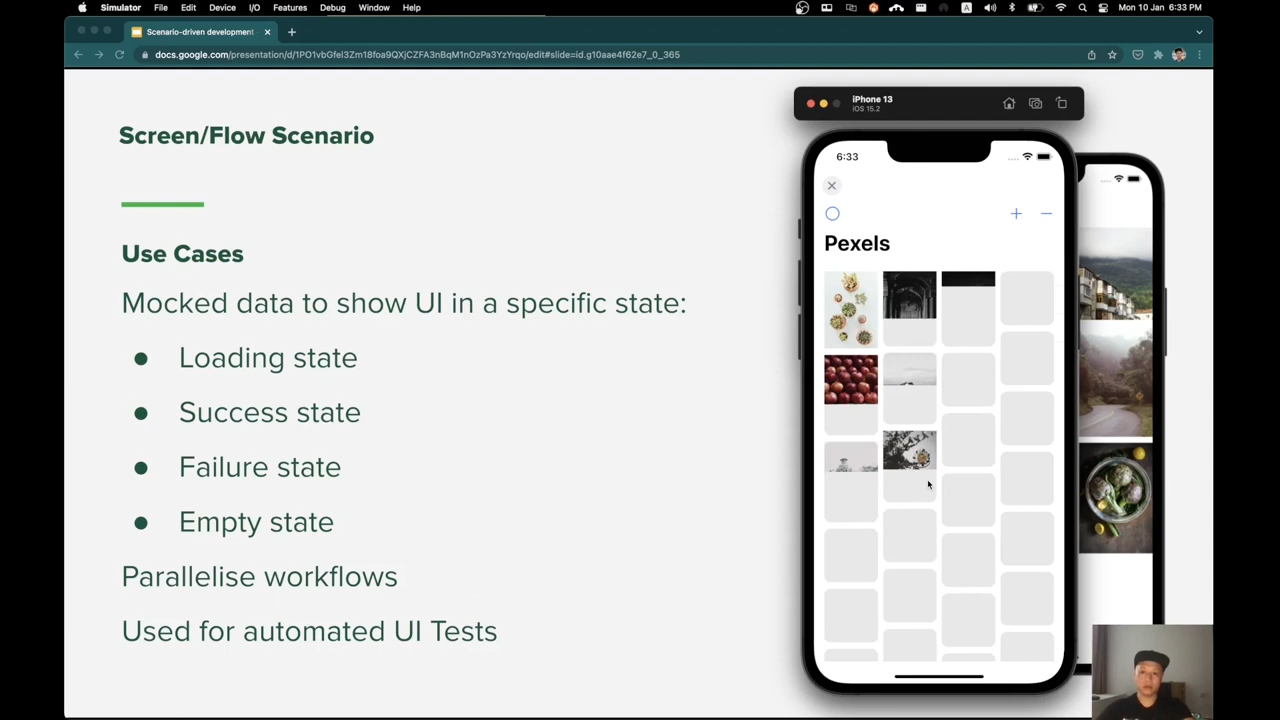 Simulator File Edit Device I/O Features Debug Window Help
A
Mon 10 Jan 6:33 PM
Scenario-driven development
docs.google.com/presentation/d/1PO1vbGfeI3Zm18foa9QXjCZFA3nBqM1nOzPa3YzYrqo/edit#slide=id.g10aae4f62e7_0_365
Screen/Flow Scenario
Use Cases
Mocked data to show UI in a specific state:
● Loading state
● Success state
● Failure state
● Empty state
Parallelise workflows
Used for automated UI Tests
iPhone 13
iOS 15.2
6:33
Pexels